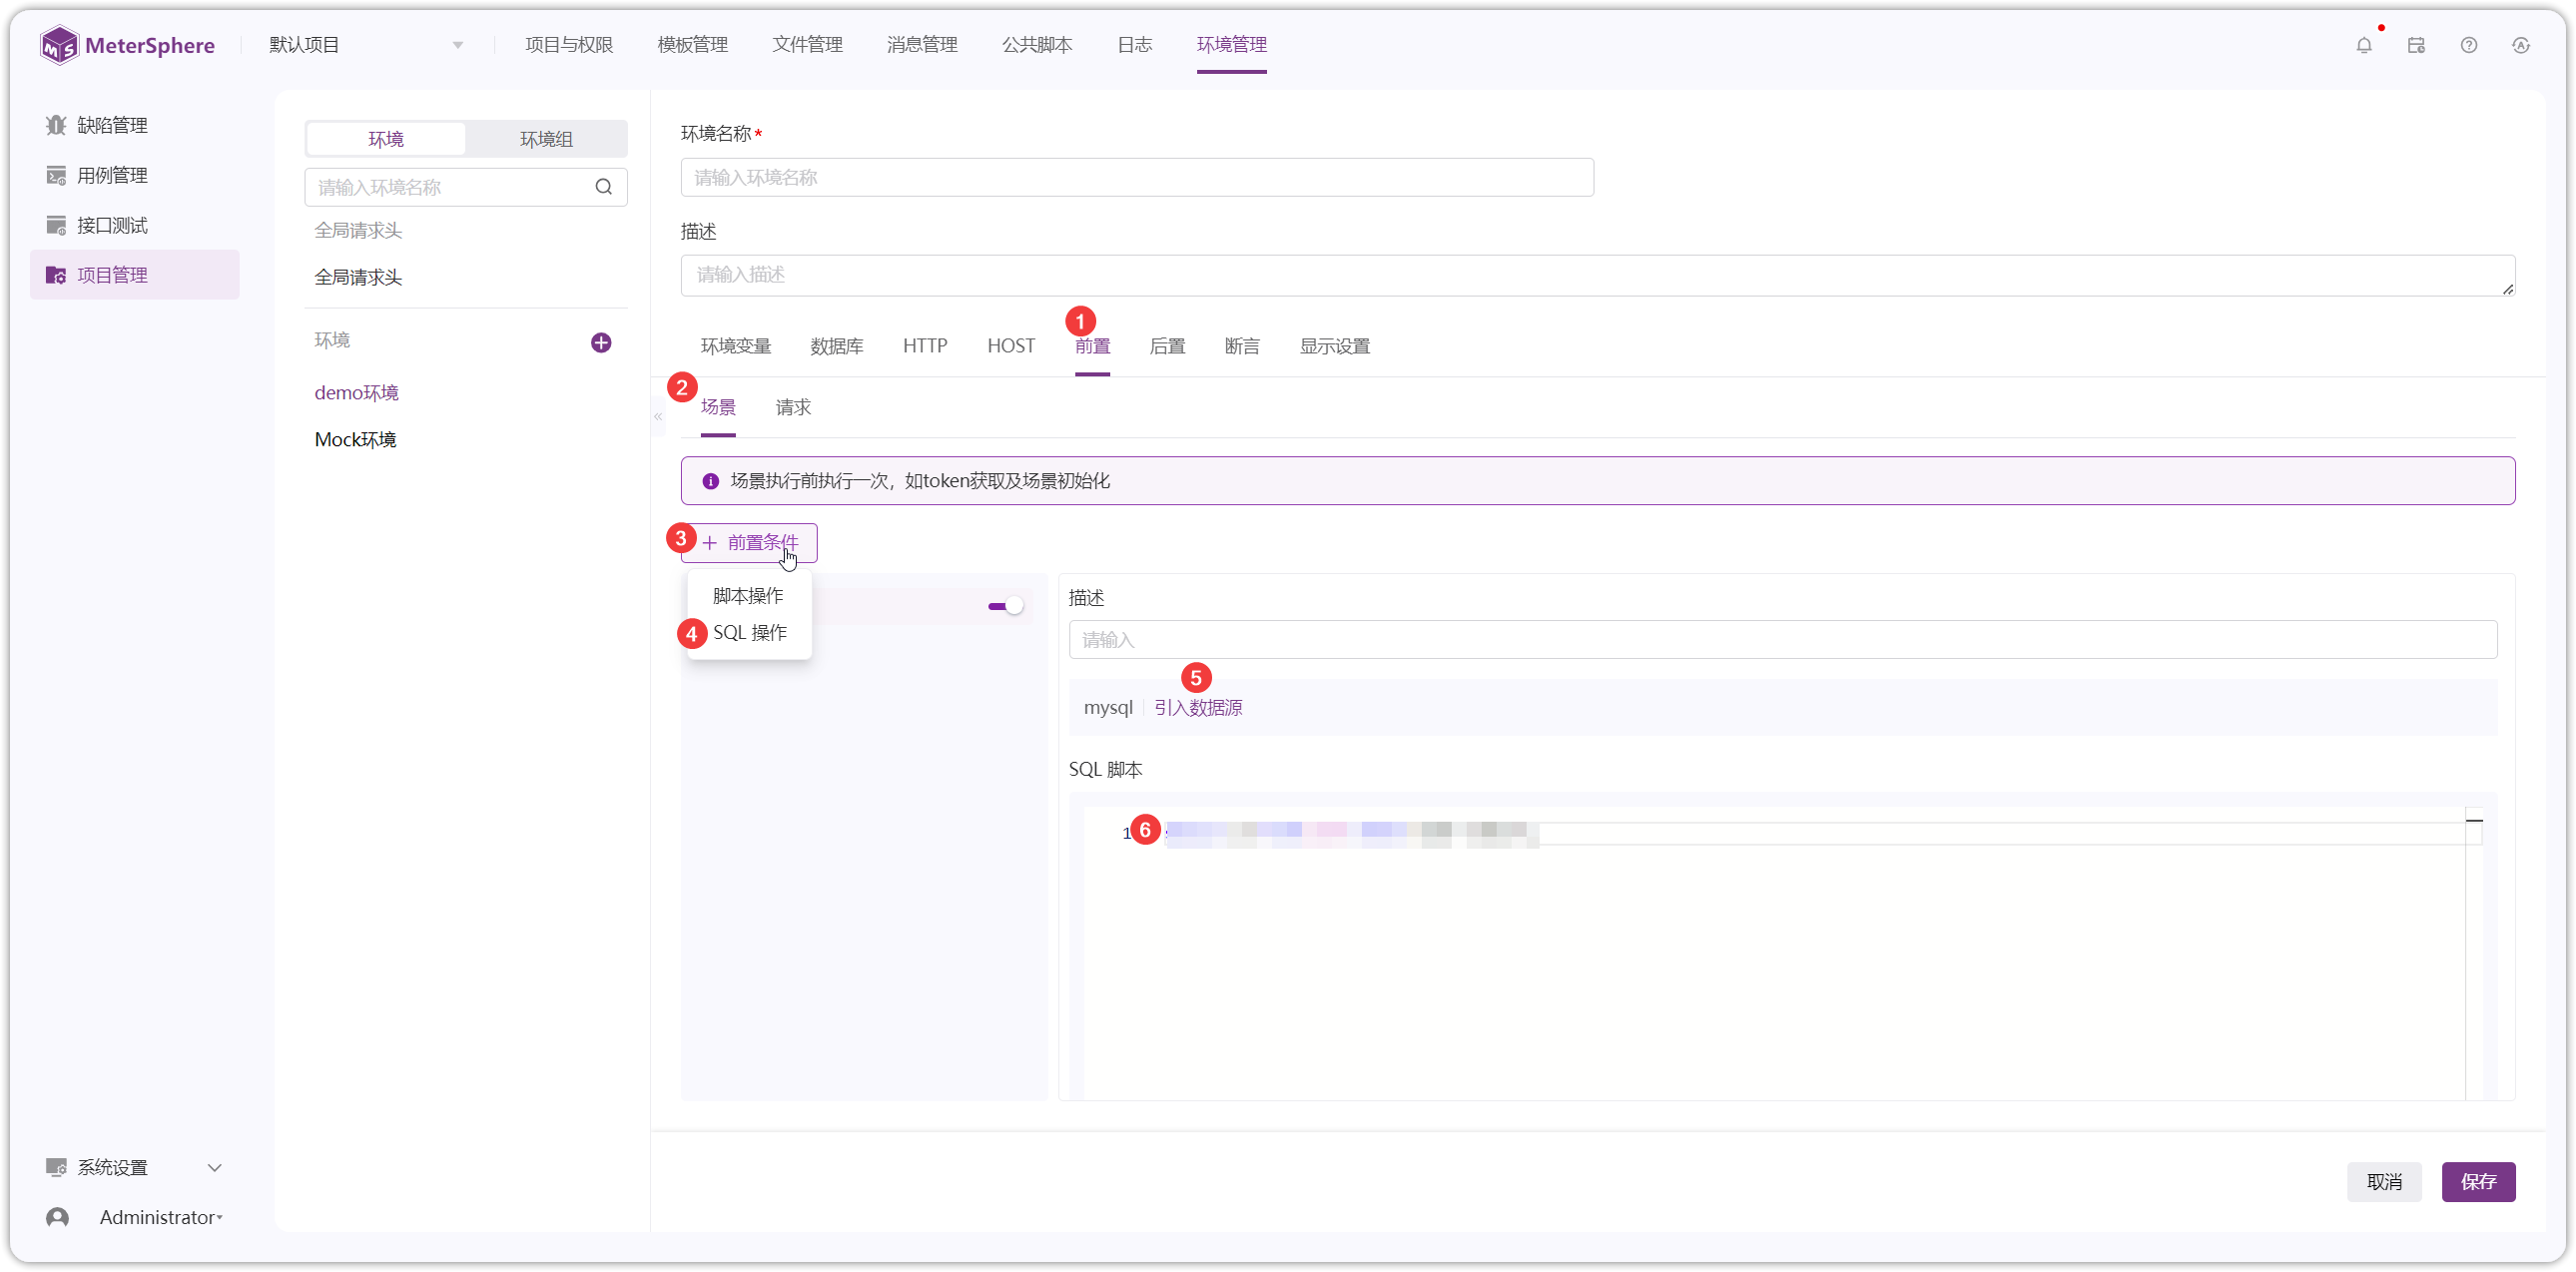 MeterSphere
默认项目
项目与权限
模板管理
文件管理
消息管理
公共脚本
日志
环境管理
缺陷管理
用例管理
接口测试
项目管理
环境
环境组
请输入环境名称
全局请求头
全局请求头
环境
demo环境
Mock环境
环境名称*
请输入环境名称
描述
请输入描述
1
环境变量
数据库
HTTP
HOST
前置
后置
断言
显示设置
2
场景
请求
场景执行前执行一次，如token获取及场景初始化
3
+ 前置条件
脚本操作
4
SQL 操作
描述
请输入
5
mysql
引入数据源
SQL 脚本
1
6
系统设置
Administrator
取消
保存